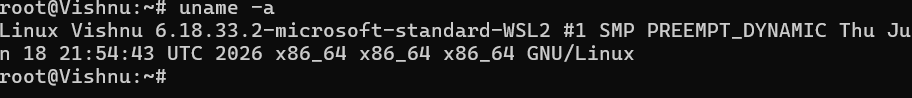 root@Vishnu:~# uname -a
Linux Vishnu 6.18.33.2-microsoft-standard-WSL2 #1 SMP PREEMPT_DYNAMIC Thu Ju
n 18 21:54:43 UTC 2026 x86_64 x86_64 x86_64 GNU/Linux
root@Vishnu:~#